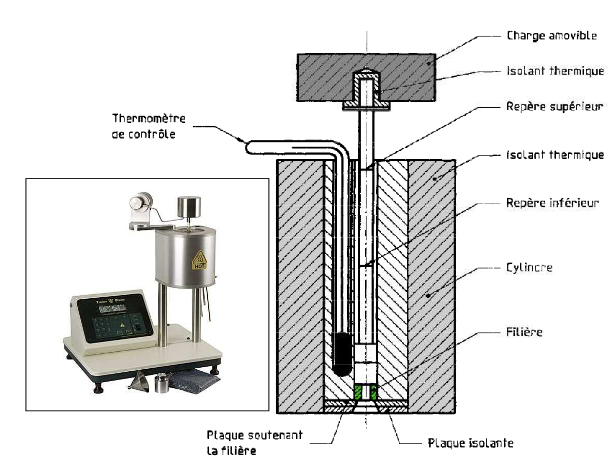 Charge amovible
Isolant thermique
Repère supérieur
Thermomètre
de contrôle
Isolant thermique
Repère inférieur
Cylincre
Filière
Plaque soutenant
la filière
Plaque isolante